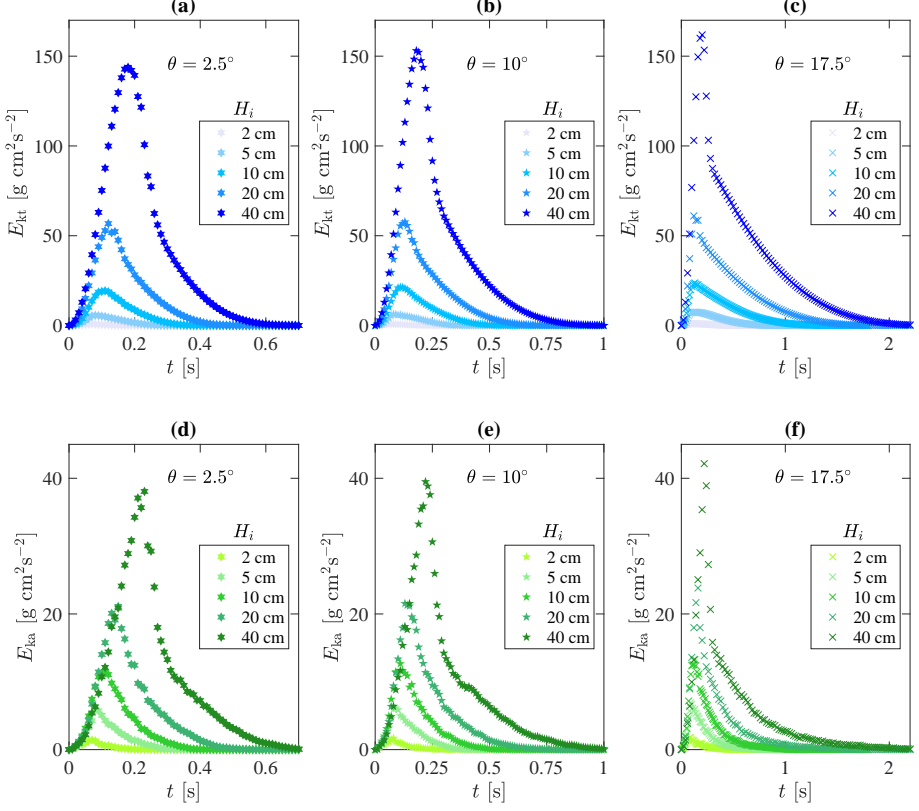 (a) (b) (c)
θ = 2.5° θ = 10° θ = 17.5°
E_kt [g cm²s⁻²] E_kt [g cm²s⁻²] E_kt [g cm²s⁻²]
150 150 150
100 100 100
50 50 50
0 0 0
H_i H_i H_i
2 cm 2 cm 2 cm
5 cm 5 cm 5 cm
10 cm 10 cm 10 cm
20 cm 20 cm 20 cm
40 cm 40 cm 40 cm
0 0.2 0.4 0.6 0 0.25 0.5 0.75 1 0 1 2
t [s] t [s] t [s]
(d) (e) (f)
θ = 2.5° θ = 10° θ = 17.5°
E_ka [g cm²s⁻²] E_ka [g cm²s⁻²] E_ka [g cm²s⁻²]
40 40 40
20 20 20
0 0 0
H_i H_i H_i
2 cm 2 cm 2 cm
5 cm 5 cm 5 cm
10 cm 10 cm 10 cm
20 cm 20 cm 20 cm
40 cm 40 cm 40 cm
0 0.2 0.4 0.6 0 0.25 0.5 0.75 1 0 1 2
t [s] t [s] t [s]